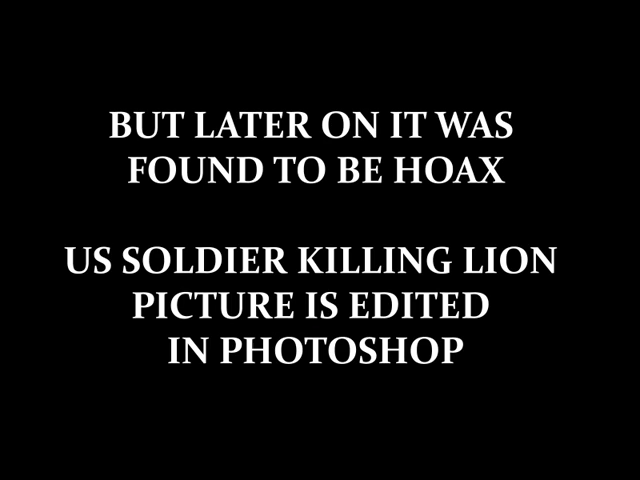 BUT LATER ON IT WAS
FOUND TO BE HOAX
US SOLDIER KILLING LION
PICTURE IS EDITED
IN PHOTOSHOP